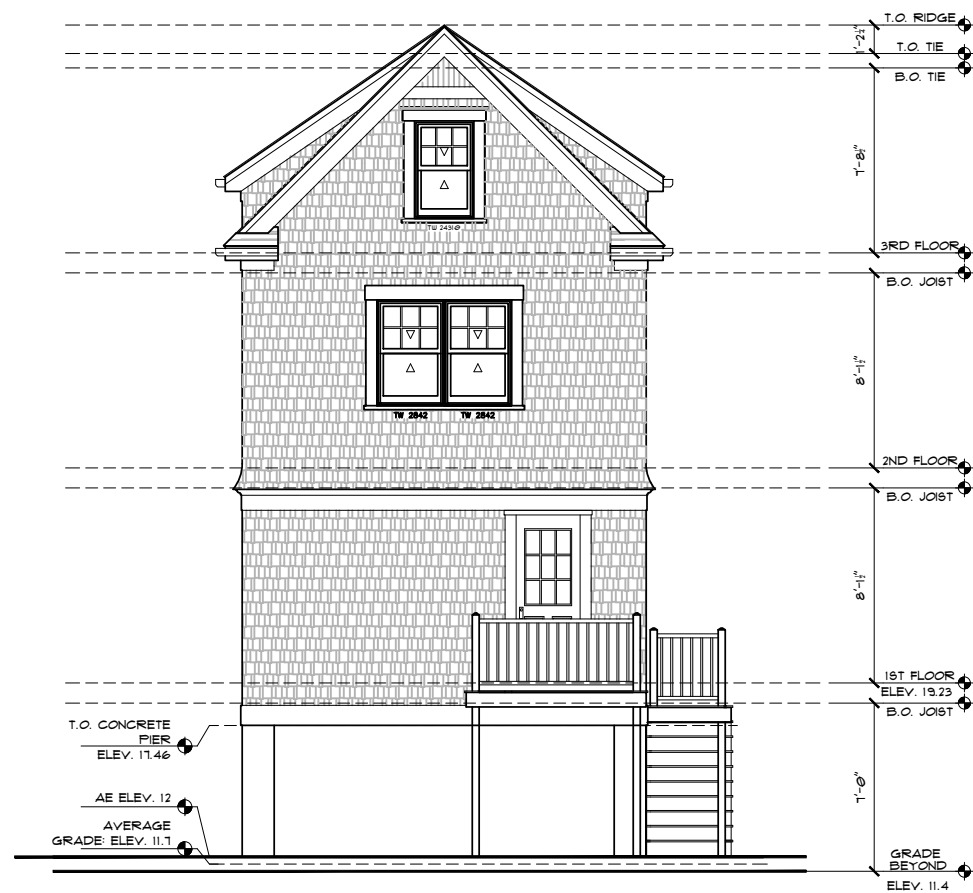 T.O. RIDGE
1'-2½"
T.O. TIE
B.O. TIE
7'-8½"
TW 24310
3RD FLOOR
B.O. JOIST
8'-1½"
TW 2842 TW 2842
2ND FLOOR
B.O. JOIST
8'-1½"
1ST FLOOR
ELEV. 19.23
B.O. JOIST
T.O. CONCRETE
PIER
ELEV. 17.46
7'-0"
AE ELEV. 12
AVERAGE
GRADE: ELEV. 11.7
GRADE
BEYOND
ELEV. 11.4